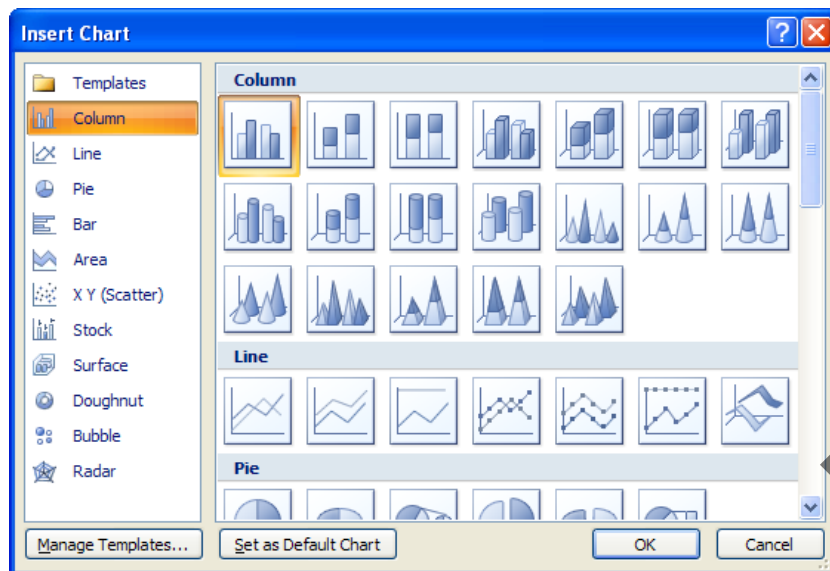 Insert Chart
Templates
Column
Line
Pie
Bar
Area
X Y (Scatter)
Stock
Surface
Doughnut
Bubble
Radar
Column
Line
Pie
Manage Templates...
Set as Default Chart
OK
Cancel